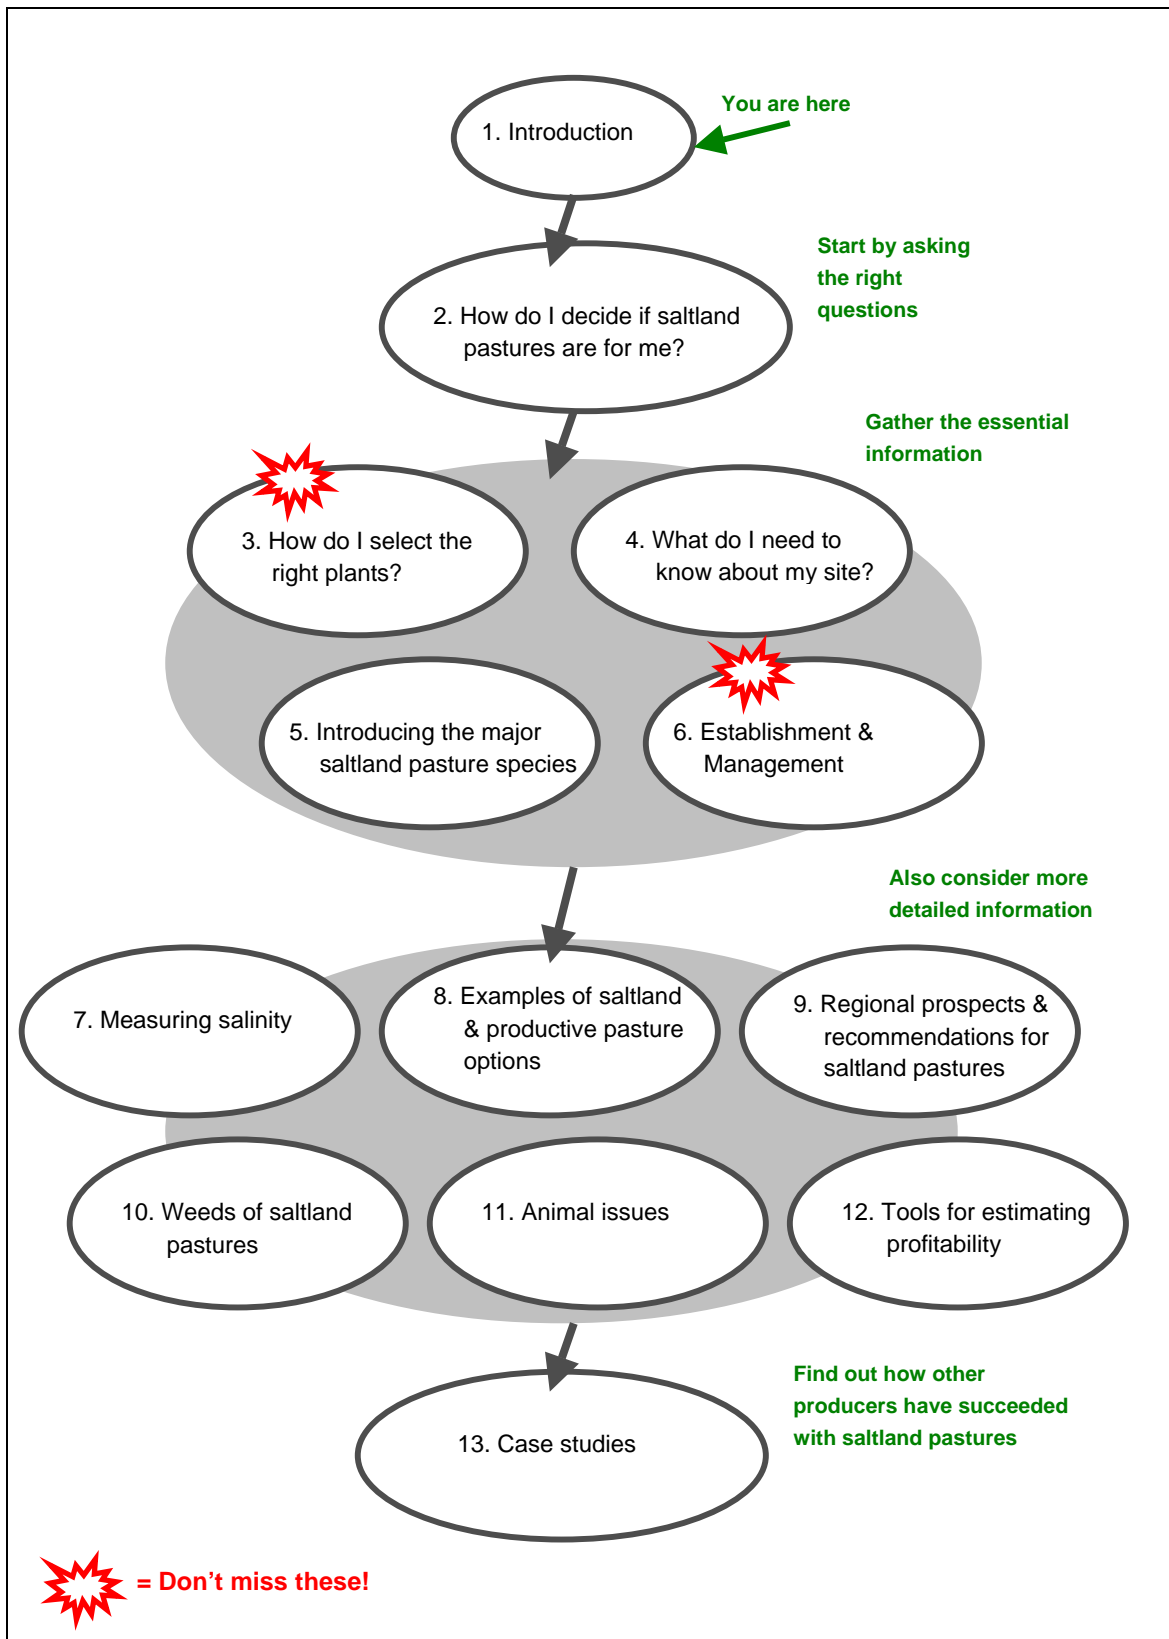 You are here
1. Introduction
Start by asking
the right
questions
2. How do I decide if saltland
pastures are for me?
Gather the essential
information
3. How do I select the
right plants?
4. What do I need to
know about my site?
5. Introducing the major
saltland pasture species
6. Establishment &
Management
Also consider more
detailed information
7. Measuring salinity
8. Examples of saltland
& productive pasture
options
9. Regional prospects &
recommendations for
saltland pastures
10. Weeds of saltland
pastures
11. Animal issues
12. Tools for estimating
profitability
Find out how other
producers have succeeded
with saltland pastures
13. Case studies
= Don’t miss these!